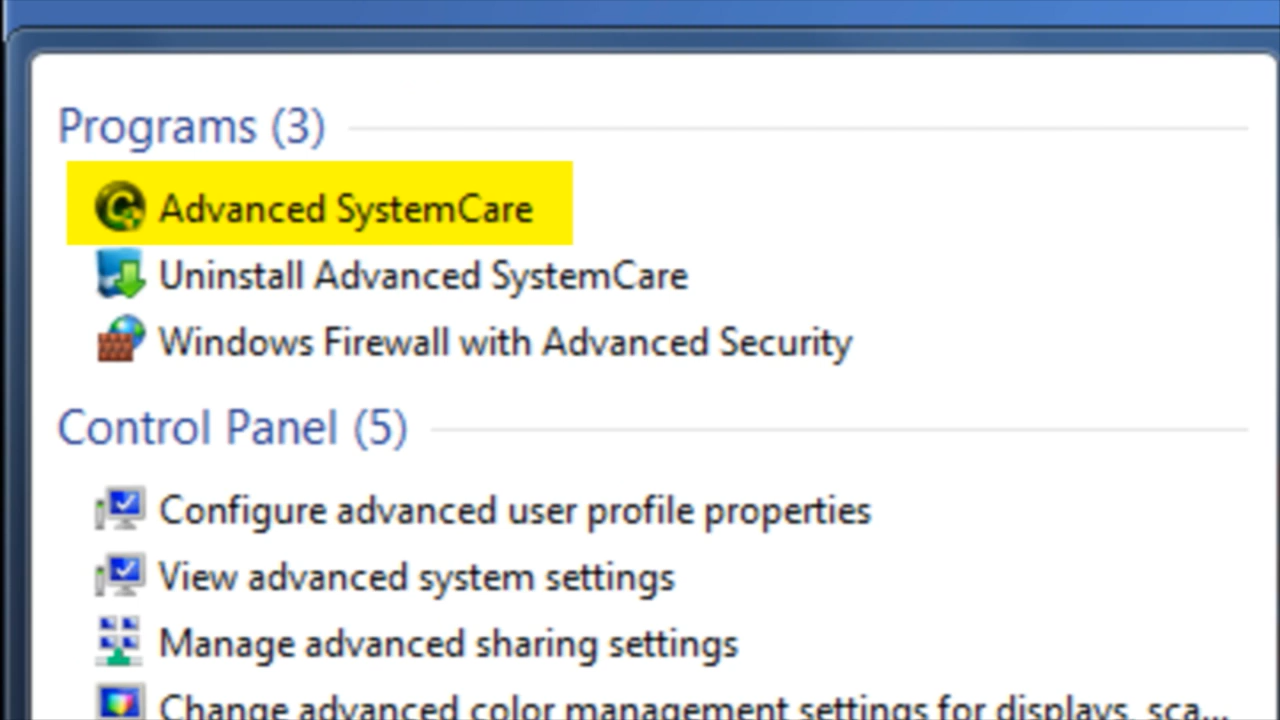 Programs (3)
Advanced SystemCare
Uninstall Advanced SystemCare
Windows Firewall with Advanced Security
Control Panel (5)
Configure advanced user profile properties
View advanced system settings
Manage advanced sharing settings
Change advanced color management settings for displays, sca...